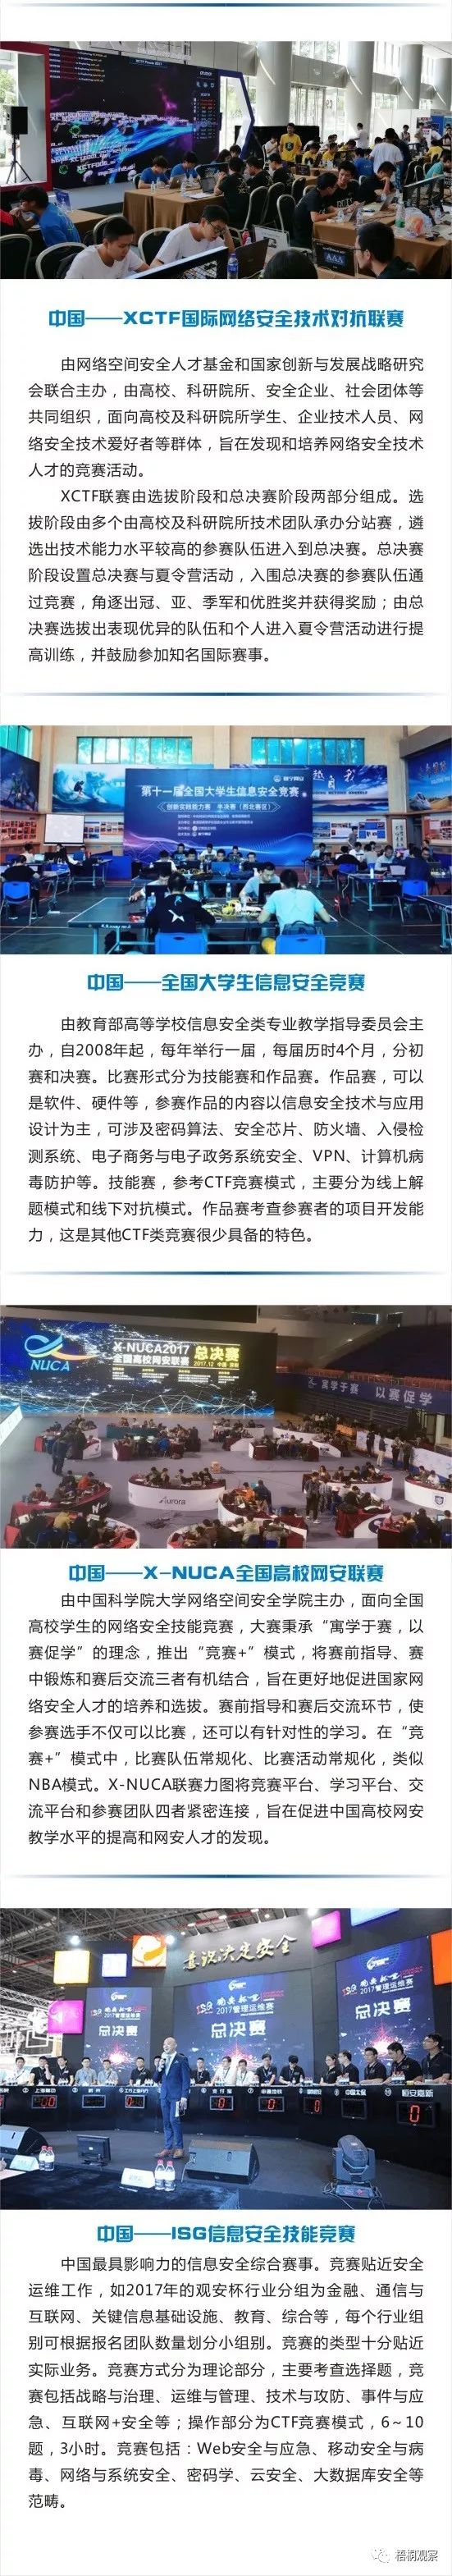 中国——XCTF国际网络安全技术对抗联赛
由网络空间安全人才基金和国家创新与发展战略研究
会联合主办，由高校、科研院所、安全企业、社会团体等
共同组织，面向高校及科研院所学生、企业技术人员、网
络安全技术爱好者等群体，旨在发现和培养网络安全技术
人才的竞赛活动。
XCTF联赛由选拔阶段和总决赛阶段两部分组成。选
拔阶段由多个由高校及科研院所技术团队承办分站赛，遴
选出技术能力水平较高的参赛队伍进入到总决赛。总决赛
阶段设置总决赛与夏令营活动，入围总决赛的参赛队伍通
过竞赛，角逐出冠、亚、季军和优胜奖并获得奖励；由总
决赛选拔出表现优异的队伍和个人进入夏令营活动进行提
高训练，并鼓励参加知名国际赛事。
第十一届全国大学生信息安全竞赛
创新实践能力赛 半决赛（西北赛区）
中国——全国大学生信息安全竞赛
由教育部高等学校信息安全类专业教学指导委员会主
办，自2008年起，每年举行一届，每届历时4个月，分初
赛和决赛。比赛形式分为技能赛和作品赛。作品赛，可以
是软件、硬件等，参赛作品的内容以信息安全技术与应用
设计为主，可涉及密码算法、安全芯片、防火墙、入侵检
测系统、电子商务与电子政务系统安全、VPN、计算机病
毒防护等。技能赛，参考CTF竞赛模式，主要分为线上解
题模式和线下对抗模式。作品赛考查参赛者的项目开发能
力，这是其他CTF类竞赛很少具备的特色。
NUCA
X-NUCA2017
全国高校网安联赛
总决赛
2017.12 中国·深圳
寓学于赛 以赛促学
Aurora
中国——X-NUCA全国高校网安联赛
由中国科学院大学网络空间安全学院主办，面向全国
高校学生的网络安全技能竞赛，大赛秉承“寓学于赛，以
赛促学”的理念，推出“竞赛+”模式，将赛前指导、赛
中锻炼和赛后交流三者有机结合，旨在更好地促进国家网
络安全人才的培养和选拔。赛前指导和赛后交流环节，使
参赛选手不仅可以比赛，还可以有针对性的学习。在“竞
赛+”模式中，比赛队伍常规化、比赛活动常规化，类似
NBA模式。X-NUCA联赛力图将竞赛平台、学习平台、交
流平台和参赛团队四者紧密连接，旨在促进中国高校网安
教学水平的提高和网安人才的发现。
意识决定安全
2017管理运维赛
总决赛
2017管理运维赛
总决赛
2017管理运维赛
总决赛
恒安嘉新
中国——ISG信息安全技能竞赛
中国最具影响力的信息安全综合赛事。竞赛贴近安全
运维工作，如2017年的观安杯行业分组为金融、通信与
互联网、关键信息基础设施、教育、综合等，每个行业组
别可根据报名团队数量划分小组别。竞赛的类型十分贴近
实际业务。竞赛方式分为理论部分，主要考查选择题，竞
赛包括战略与治理、运维与管理、技术与攻防、事件与应
急、互联网+安全等；操作部分为CTF竞赛模式，6~10
题，3小时。竞赛包括：Web安全与应急、移动安全与病
毒、网络与系统安全、密码学、云安全、大数据库安全等
范畴。
梧桐观察